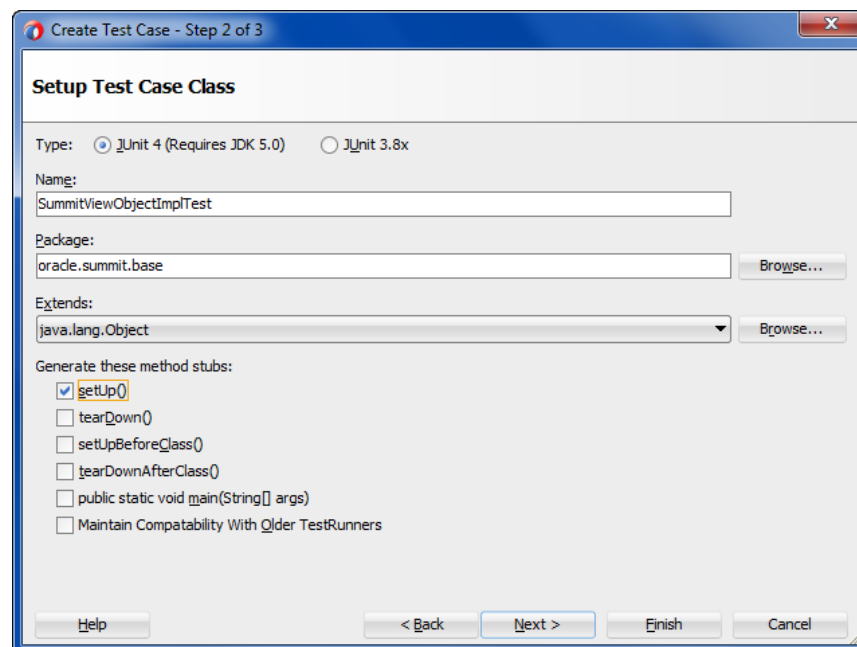 Create Test Case - Step 2 of 3
Setup Test Case Class
Type: JUnit 4 (Requires JDK 5.0) JUnit 3.8x
Name:
SummitViewObjectImplTest
Package:
oracle.summit.base
Browse...
Extends:
java.lang.Object
Browse...
Generate these method stubs:
setUp()
tearDown()
setUpBeforeClass()
tearDownAfterClass()
public static void main(String[] args)
Maintain Compatability With Older TestRunners
Help < Back Next > Finish Cancel